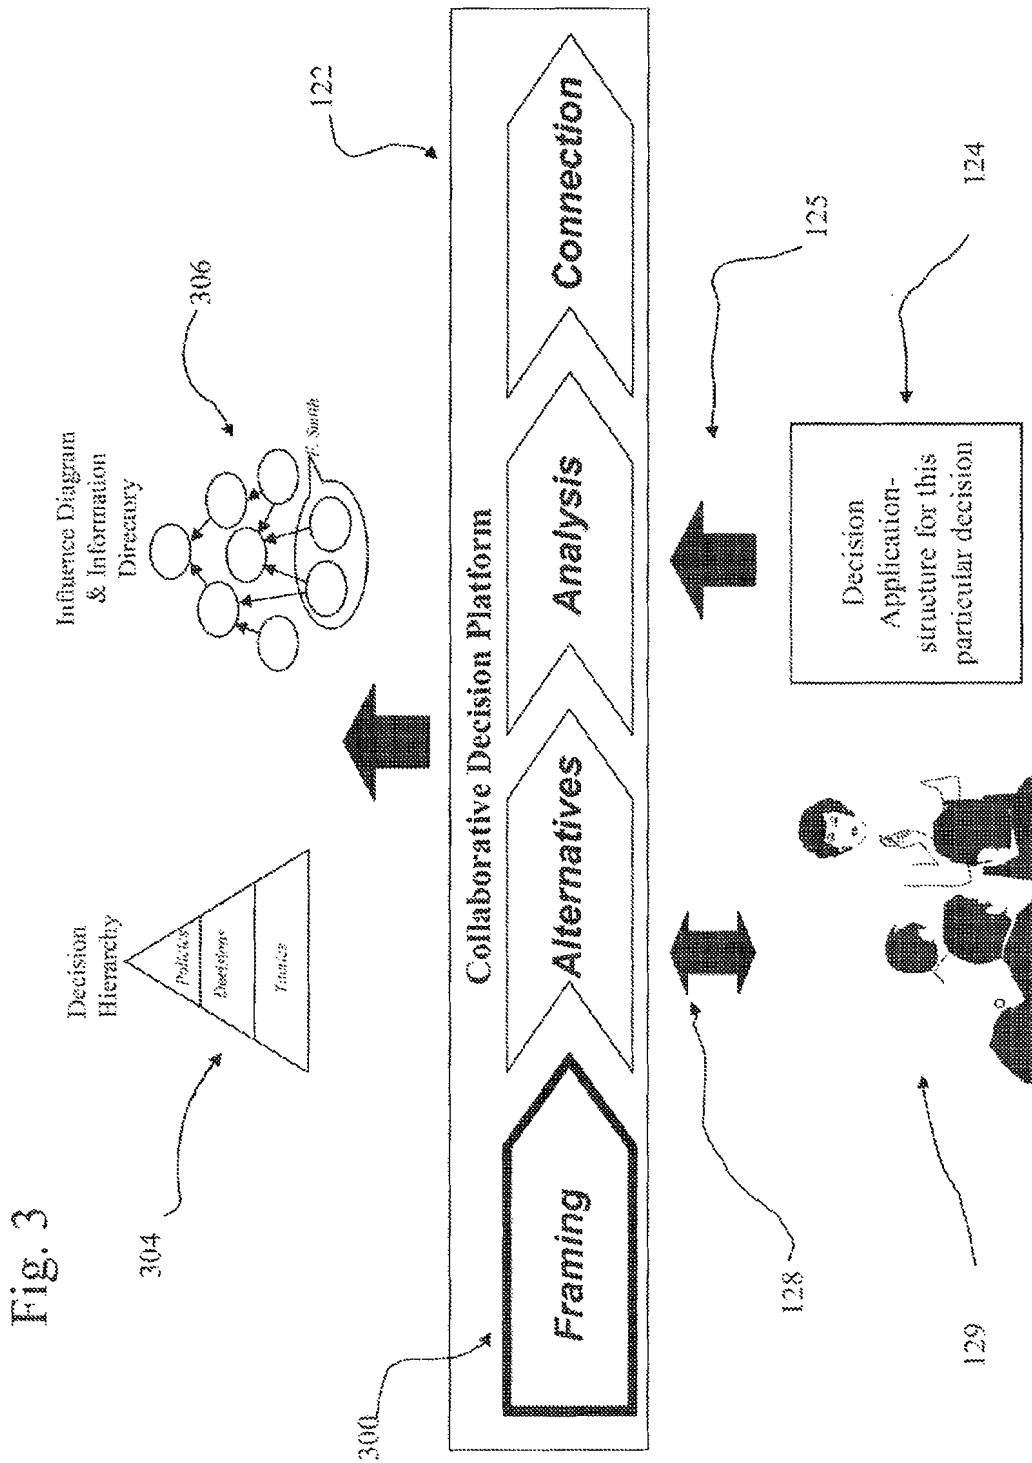 Fig. 3
Decision
Hierarchy
Policies
Decisions
Tactics
304
Influence Diagram
& Information
Directory
F. Smith
306
122
Collaborative Decision Platform
Framing
Alternatives
Analysis
Connection
300
128
129
125
124
Decision
Application-
structure for this
particular decision